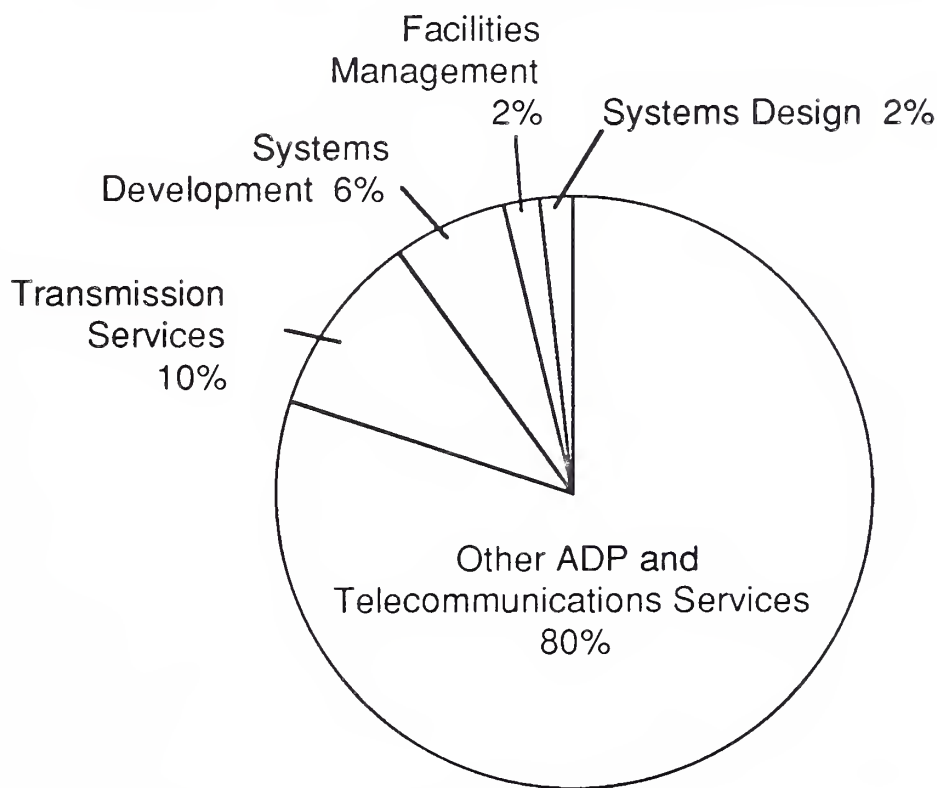 Facilities
Management
2%
Systems Design 2%
Systems
Development 6%
Transmission
Services
10%
Other ADP and
Telecommunications Services
80%